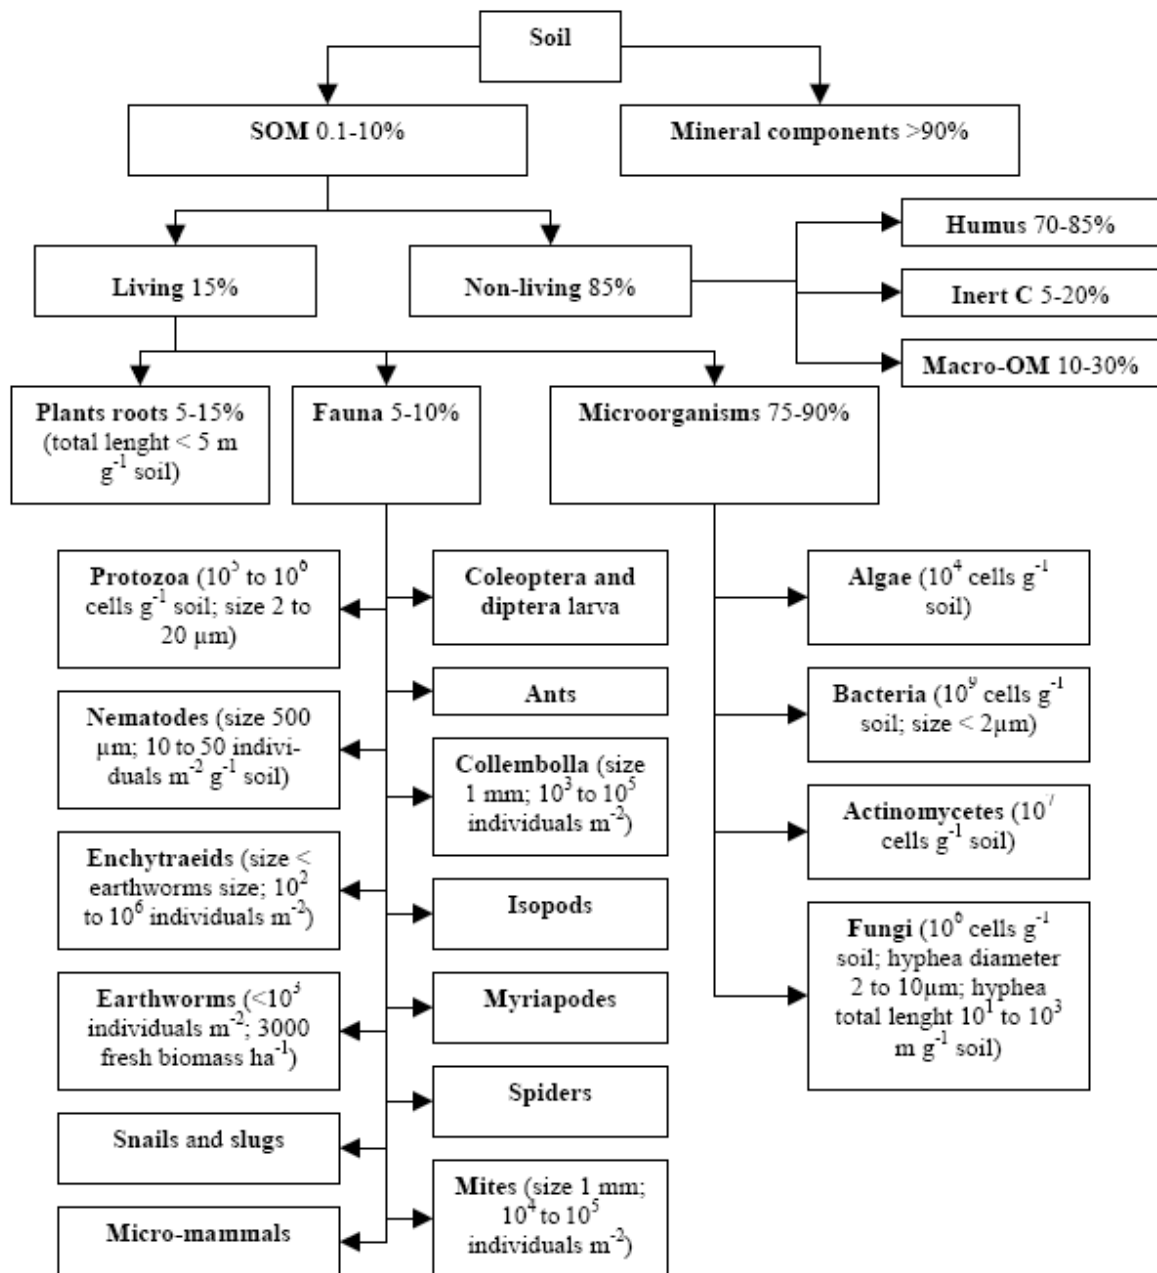 Soil
SOM 0.1-10%
Mineral components >90%
Living 15%
Non-living 85%
Humus 70-85%
Inert C 5-20%
Macro-OM 10-30%
Plants roots 5-15%
(total lenght < 5 m
g⁻¹ soil)
Fauna 5-10%
Microorganisms 75-90%
Protozoa (10⁵ to 10⁶
cells g⁻¹ soil; size 2 to
20 µm)
Nematodes (size 500
µm; 10 to 50 indivi-
duals m⁻² g⁻¹ soil)
Enchytraeids (size <
earthworms size; 10²
to 10⁶ individuals m⁻²)
Earthworms (<10³
individuals m⁻²; 3000
fresh biomass ha⁻¹)
Snails and slugs
Micro-mammals
Coleoptera and
diptera larva
Ants
Collembolla (size
1 mm; 10³ to 10⁵
individuals m⁻²)
Isopods
Myriapodes
Spiders
Mites (size 1 mm;
10⁴ to 10⁵
individuals m⁻²)
Algae (10⁴ cells g⁻¹
soil)
Bacteria (10⁹ cells g⁻¹
soil; size < 2µm)
Actinomycetes (10⁷
cells g⁻¹ soil)
Fungi (10⁶ cells g⁻¹
soil; hyphea diameter
2 to 10µm; hyphea
total lenght 10¹ to 10³
m g⁻¹ soil)